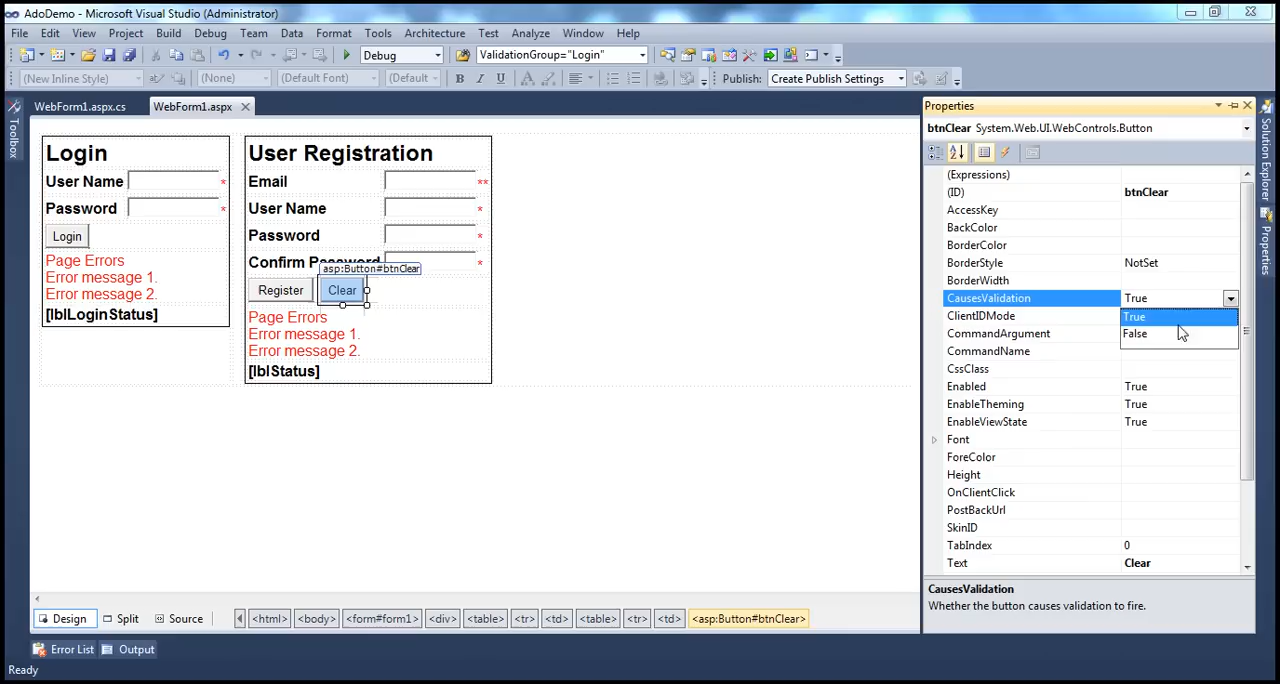 AdoDemo - Microsoft Visual Studio (Administrator)
File Edit View Project Build Debug Team Data Format Tools Architecture Test Analyze Window Help
Debug ValidationGroup="Login"
(New Inline Style) (None) (Default Font) (Default B I U A Publish: Create Publish Settings
WebForm1.aspx.cs WebForm1.aspx
Toolbox
Login
User Name *
Password *
Login
Page Errors
Error message 1.
Error message 2.
[lblLoginStatus]
User Registration
Email **
User Name *
Password *
Confirm Password *
asp:Button#btnClear
Register Clear
Page Errors
Error message 1.
Error message 2.
[lblStatus]
Properties
btnClear System.Web.UI.WebControls.Button
(Expressions)
(ID) btnClear
AccessKey
BackColor
BorderColor
BorderStyle NotSet
BorderWidth
CausesValidation True
True
False
ClientIDMode
CommandArgument
CommandName
CssClass
Enabled True
EnableTheming True
EnableViewState True
Font
ForeColor
Height
OnClientClick
PostBackUrl
SkinID
TabIndex 0
Text Clear
CausesValidation
Whether the button causes validation to fire.
Solution Explorer
Properties
Design Split Source <html> <body> <form#form1> <div> <table> <tr> <td> <table> <tr> <td> <asp:Button#btnClear>
Error List Output
Ready